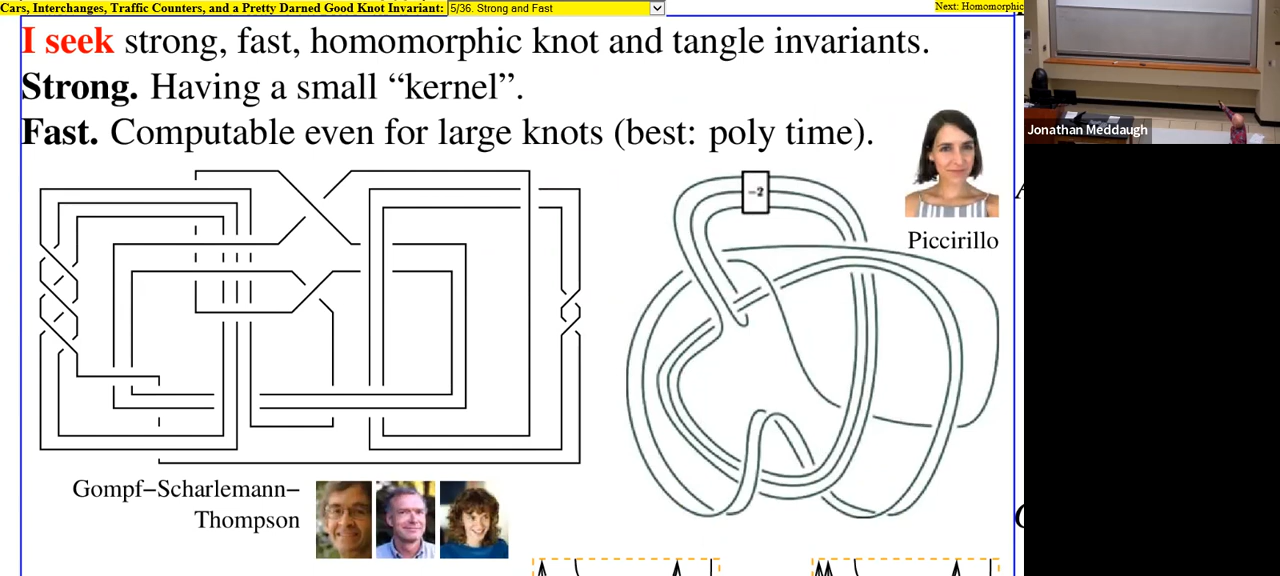 Cars, Interchanges, Traffic Counters, and a Pretty Darned Good Knot Invariant: 5/36. Strong and Fast
Next: Homomorphic
I seek strong, fast, homomorphic knot and tangle invariants.
Strong. Having a small “kernel”.
Fast. Computable even for large knots (best: poly time).
Jonathan Meddaugh
-2
Piccirillo
Gompf–Scharlemann–
Thompson